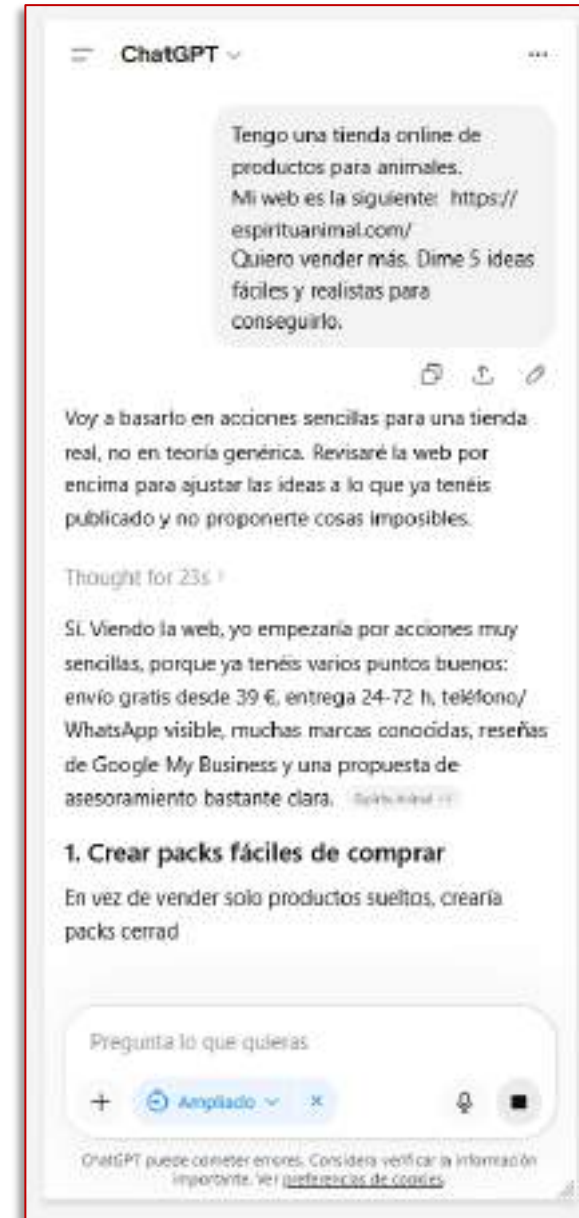 ChatGPT
Tengo una tienda online de
productos para animales.
Mi web es la siguiente: https://
espirituanimal.com/
Quiero vender más. Dime 5 ideas
fáciles y realistas para
conseguirlo.
Voy a basarlo en acciones sencillas para una tienda
real, no en teoría genérica. Revisaré la web por
encima para ajustar las ideas a lo que ya tenéis
publicado y no proponerte cosas imposibles.
Thought for 23s
Sí. Viendo la web, yo empezaría por acciones muy
sencillas, porque ya tenéis varios puntos buenos:
envío gratis desde 39 €, entrega 24-72 h, teléfono/
WhatsApp visible, muchas marcas conocidas, reseñas
de Google My Business y una propuesta de
asesoramiento bastante clara.
1. Crear packs fáciles de comprar
En vez de vender solo productos sueltos, crearía
packs cerrad
Pregunta lo que quieras
Ampliado
ChatGPT puede cometer errores. Considera verificar la información
importante. Ver preferencias de cookies.